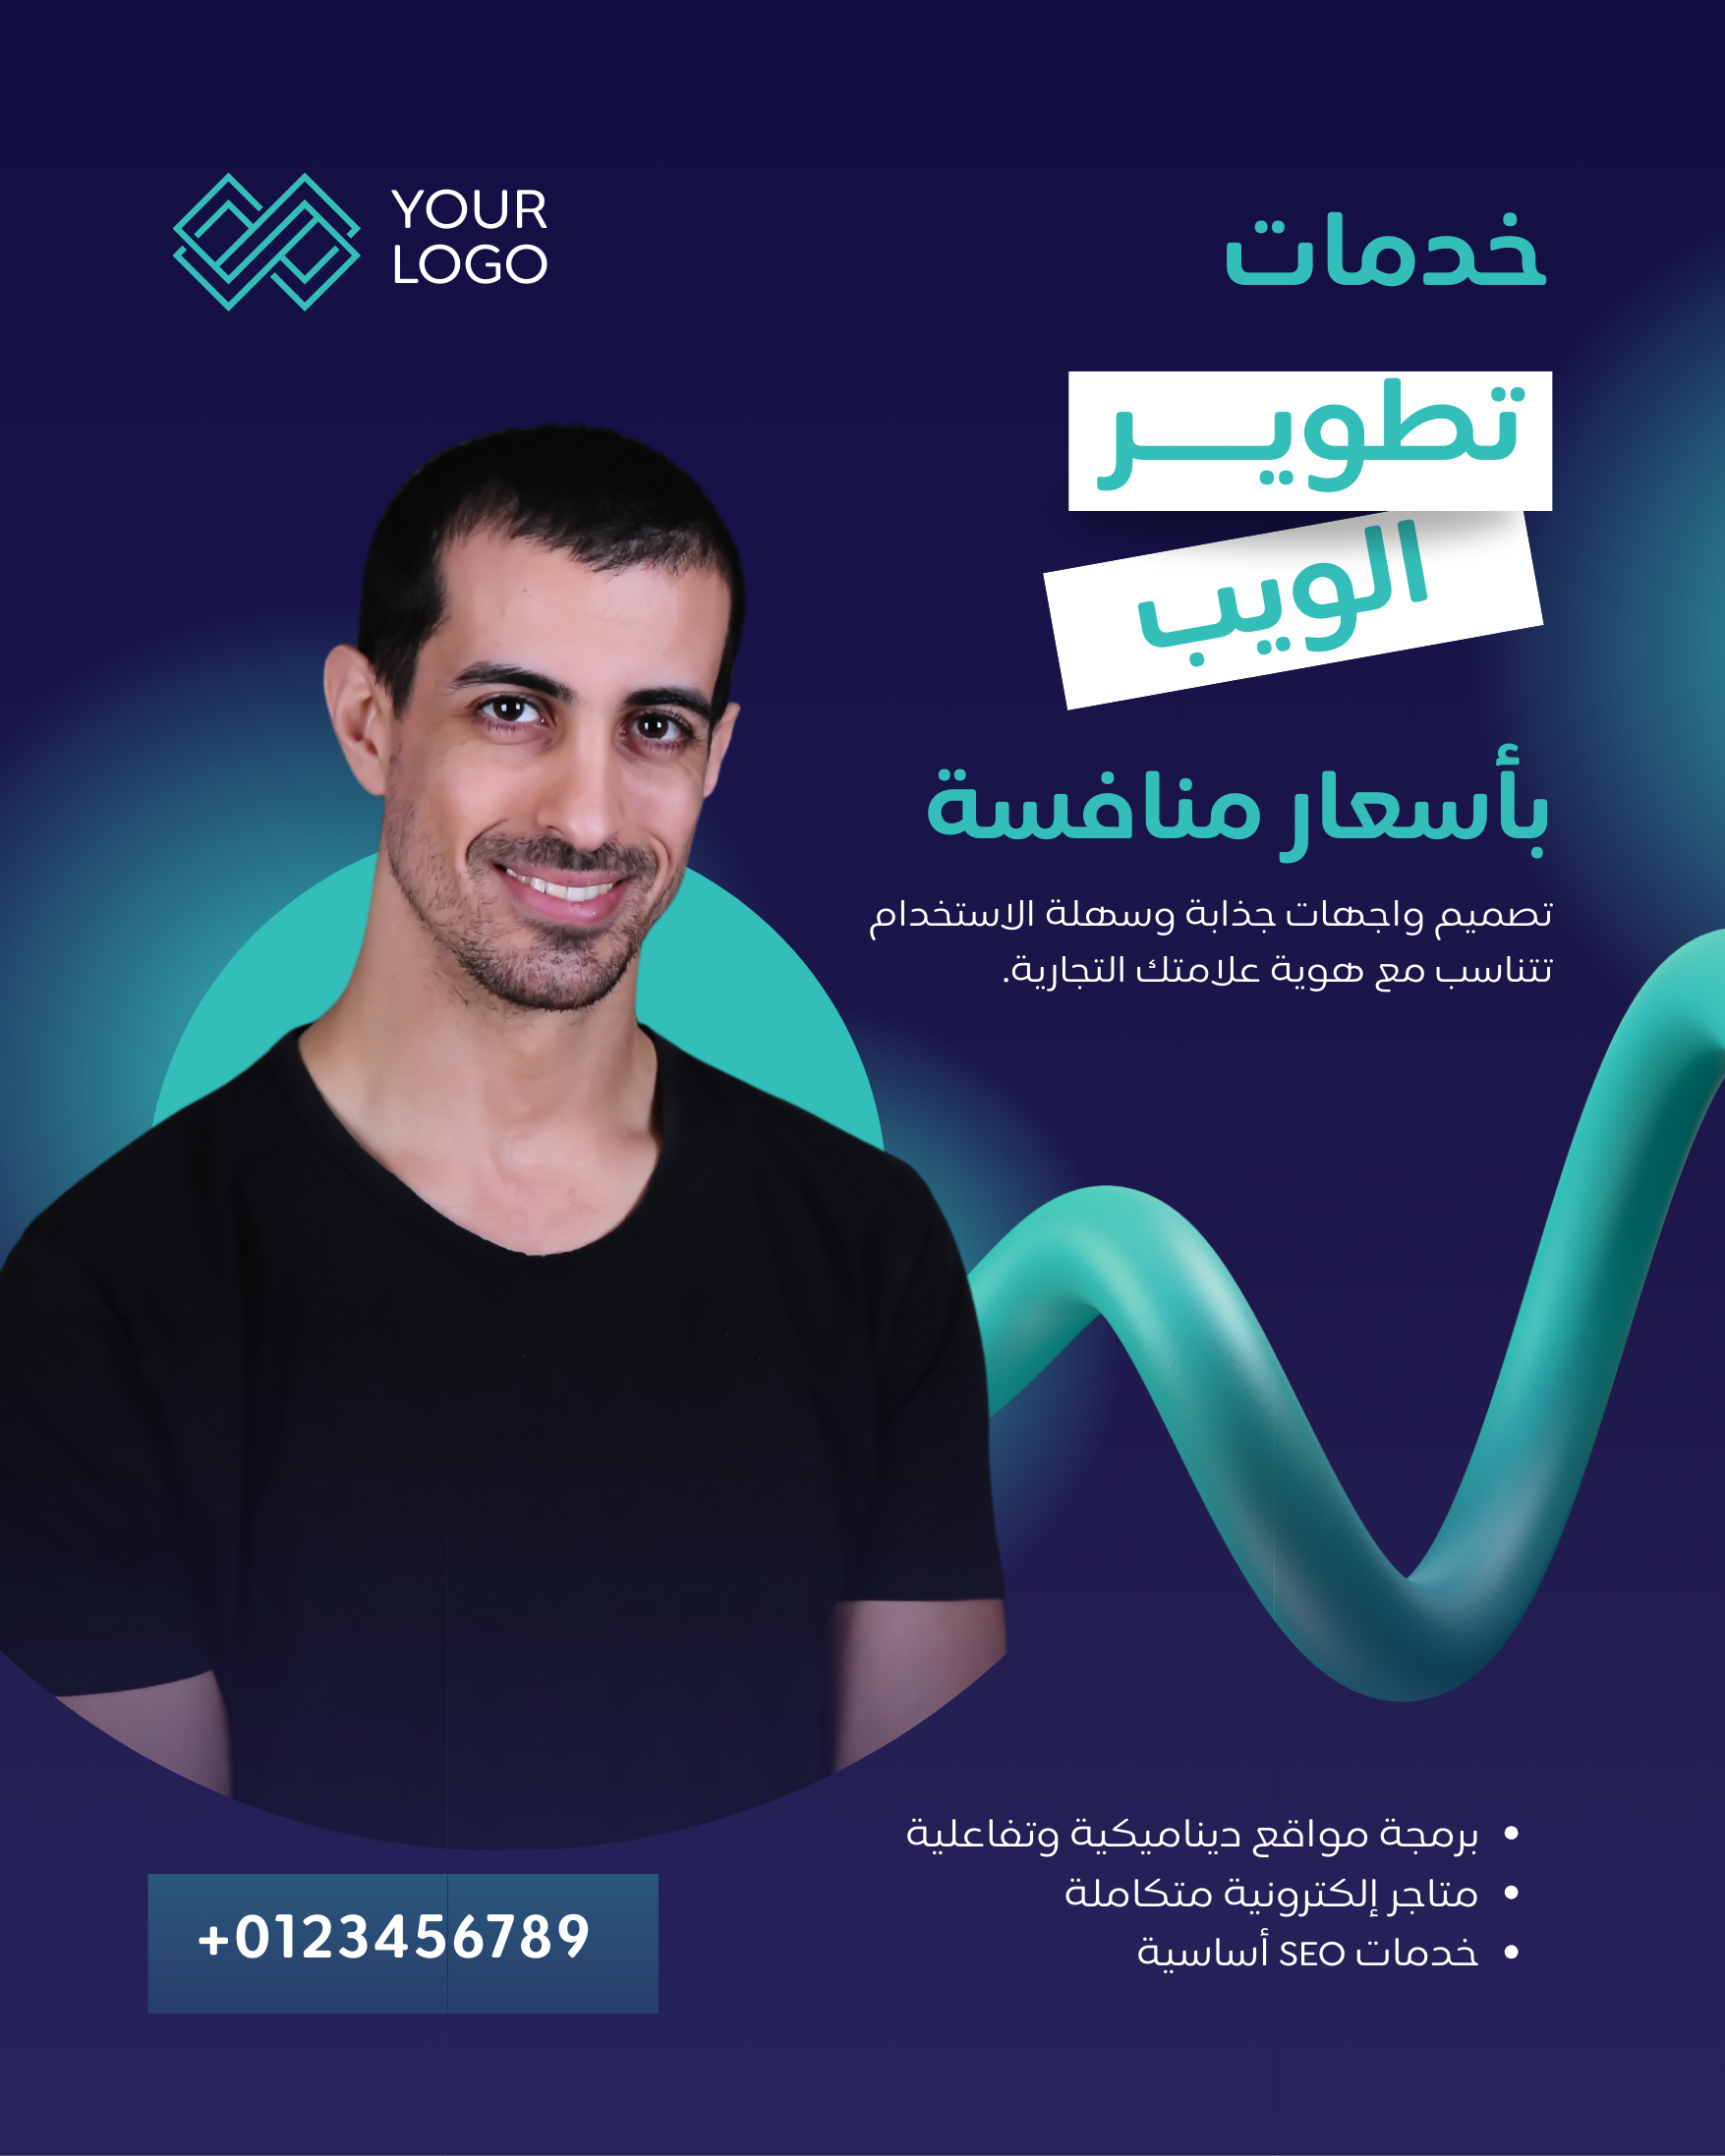 YOUR
LOGO
خدمات
تطويـــر
الويب
بأسعار منافسة
تصميم واجهات جذابة وسهلة الاستخدام
تتناسب مع هوية علامتك التجارية.
• برمجة مواقع ديناميكية وتفاعلية
• متاجر إلكترونية متكاملة
• خدمات SEO أساسية
+0123456789